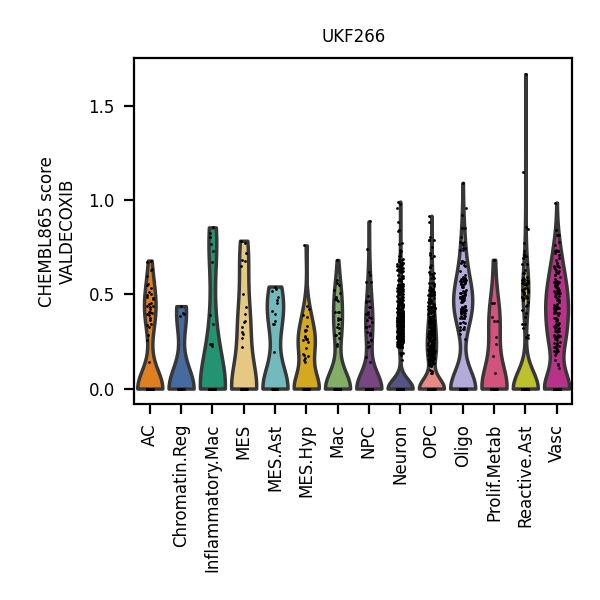 UKF266
CHEMBL865 score
VALDECOXIB
1.5
1.0
0.5
0.0
AC
Chromatin.Reg
Inflammatory.Mac
MES
MES.Ast
MES.Hyp
Mac
NPC
Neuron
OPC
Oligo
Prolif.Metab
Reactive.Ast
Vasc